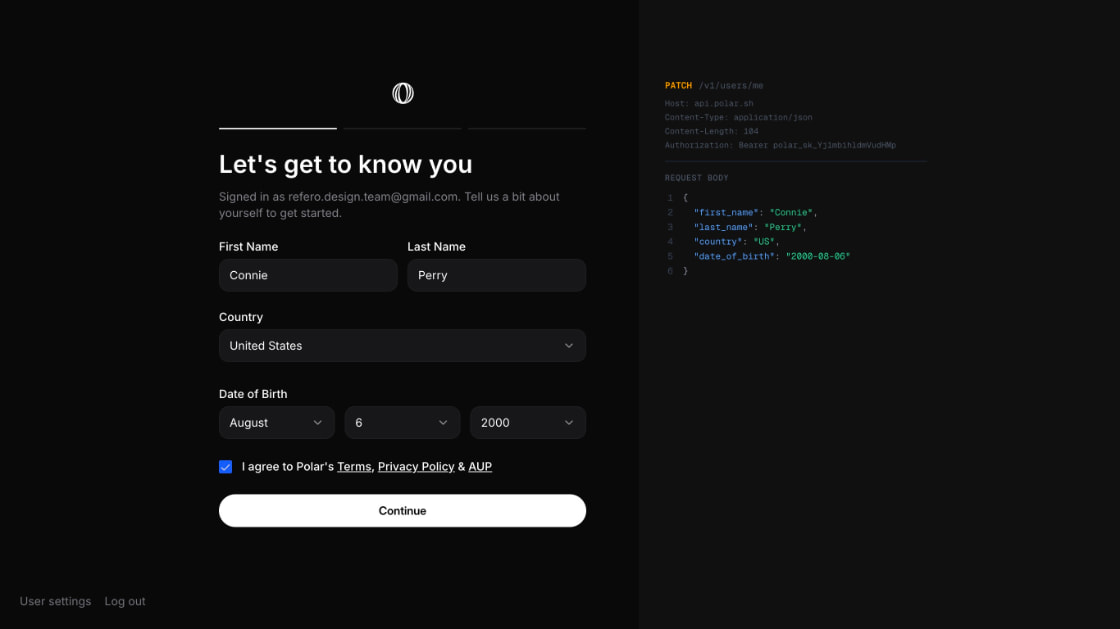 Let's get to know you
Signed in as refero.design.team@gmail.com. Tell us a bit about
yourself to get started.
First Name
Last Name
Connie
Perry
Country
United States
Date of Birth
August
6
2000
I agree to Polar's Terms, Privacy Policy & AUP
Continue
User settings
Log out
PATCH /v1/users/me
Host: api.polar.sh
Content-Type: application/json
Content-Length: 104
Authorization: Bearer
REQUEST BODY
1 {
2 "first_name": "Connie",
3 "last_name": "Perry",
4 "country": "US",
5 "date_of_birth": "2000-08-06"
6 }